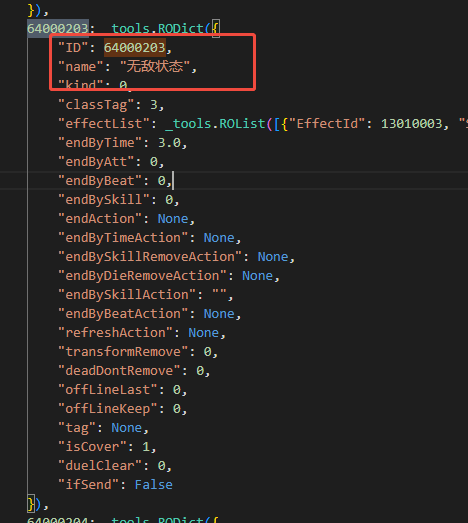 }),
64000203: _tools.RODict({
"ID": 64000203,
"name": "无敌状态",
"kind": 0,
"classTag": 3,
"effectList": _tools.ROList([{"EffectId": 13010003, "S
"endByTime": 3.0,
"endByAtt": 0,
"endByBeat": 0,
"endBySkill": 0,
"endAction": None,
"endByTimeAction": None,
"endBySkillRemoveAction": None,
"endByDieRemoveAction": None,
"endBySkillAction": "",
"endByBeatAction": None,
"refreshAction": None,
"transformRemove": 0,
"deadDontRemove": 0,
"offLineLast": 0,
"offLineKeep": 0,
"tag": None,
"isCover": 1,
"duelClear": 0,
"ifSend": False
}),
64000204: _tools.RODict({